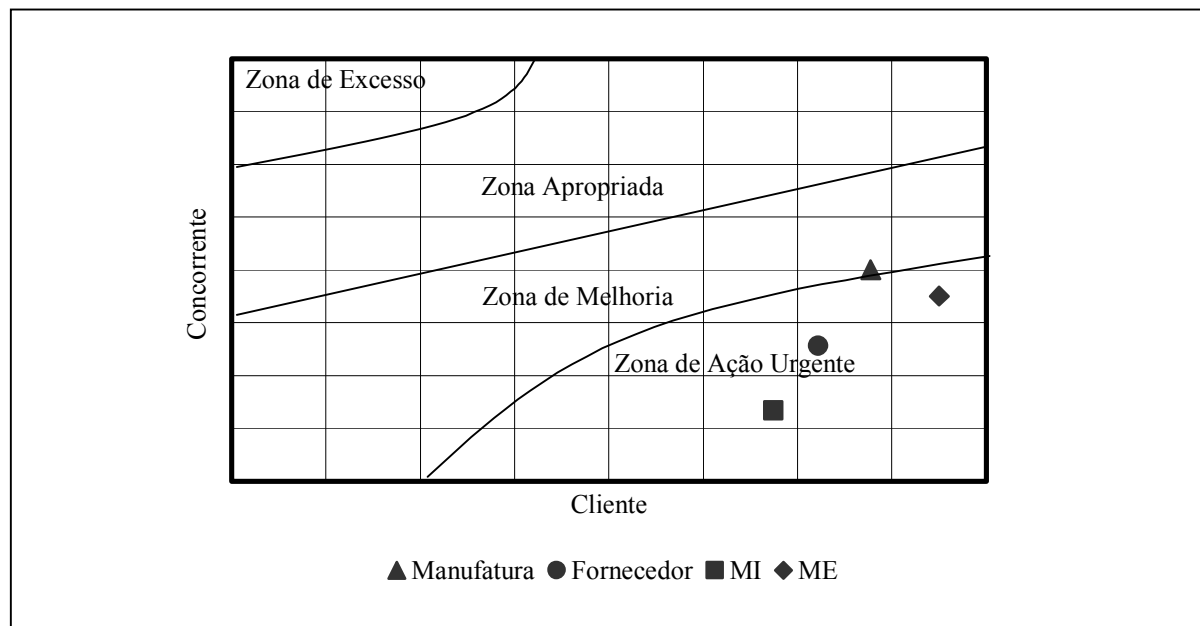 Zona de Excesso
Zona Apropriada
Concorrente
Zona de Melhoria
Zona de Ação Urgente
Cliente
Manufatura Fornecedor MI ME